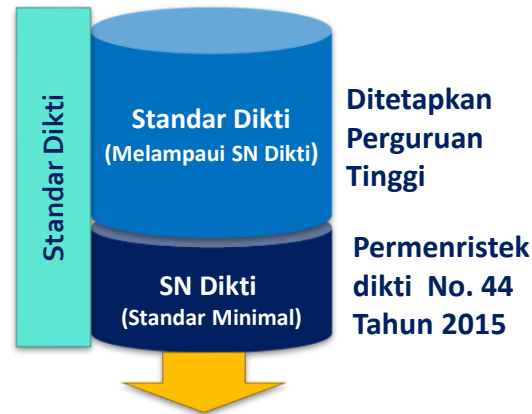 Standar Dikti
Standar Dikti
(Melampaui SN Dikti)
Ditetapkan
Perguruan
Tinggi
SN Dikti
(Standar Minimal)
Permenristek
dikti No. 44
Tahun 2015